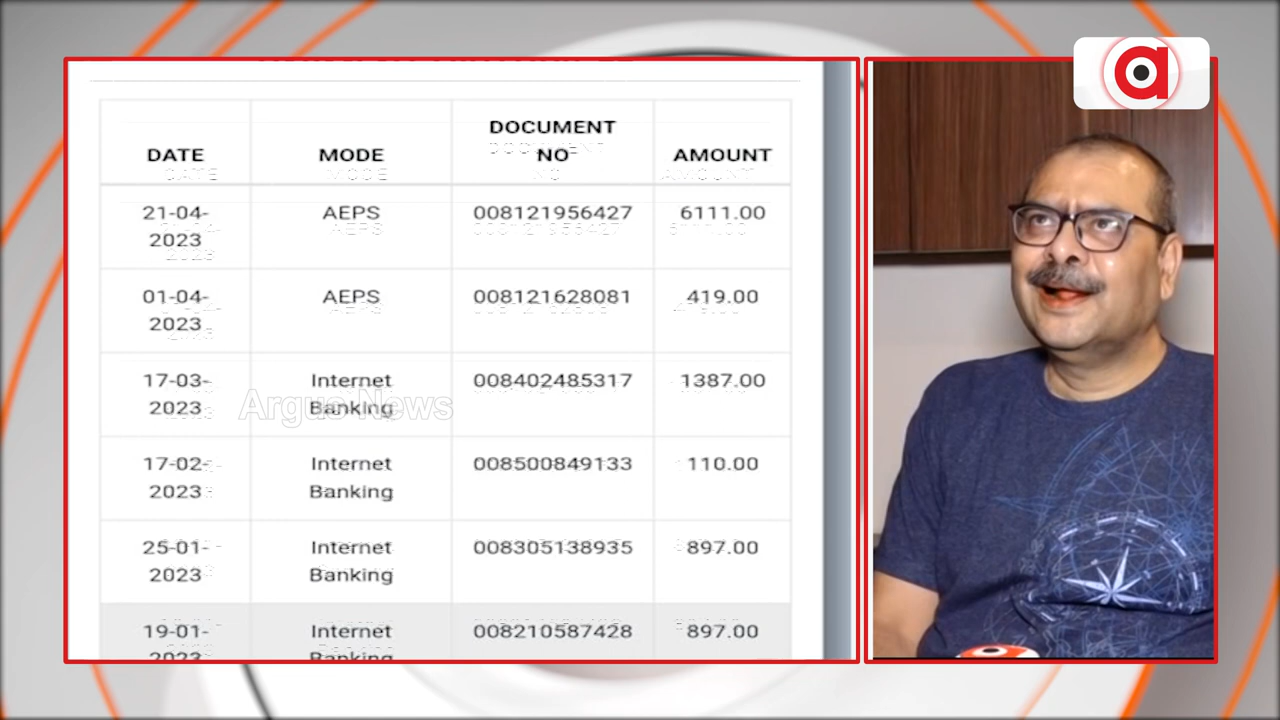 DATE MODE DOCUMENT NO AMOUNT
21-04-2023 AEPS 008121956427 6111.00
01-04-2023 AEPS 008121628081 419.00
17-03-2023 Internet Banking 008402485317 1387.00
17-02-2023 Internet Banking 008500849133 110.00
25-01-2023 Internet Banking 008305138935 897.00
19-01-2023 Internet Banking 008210587428 897.00
Argus News
a